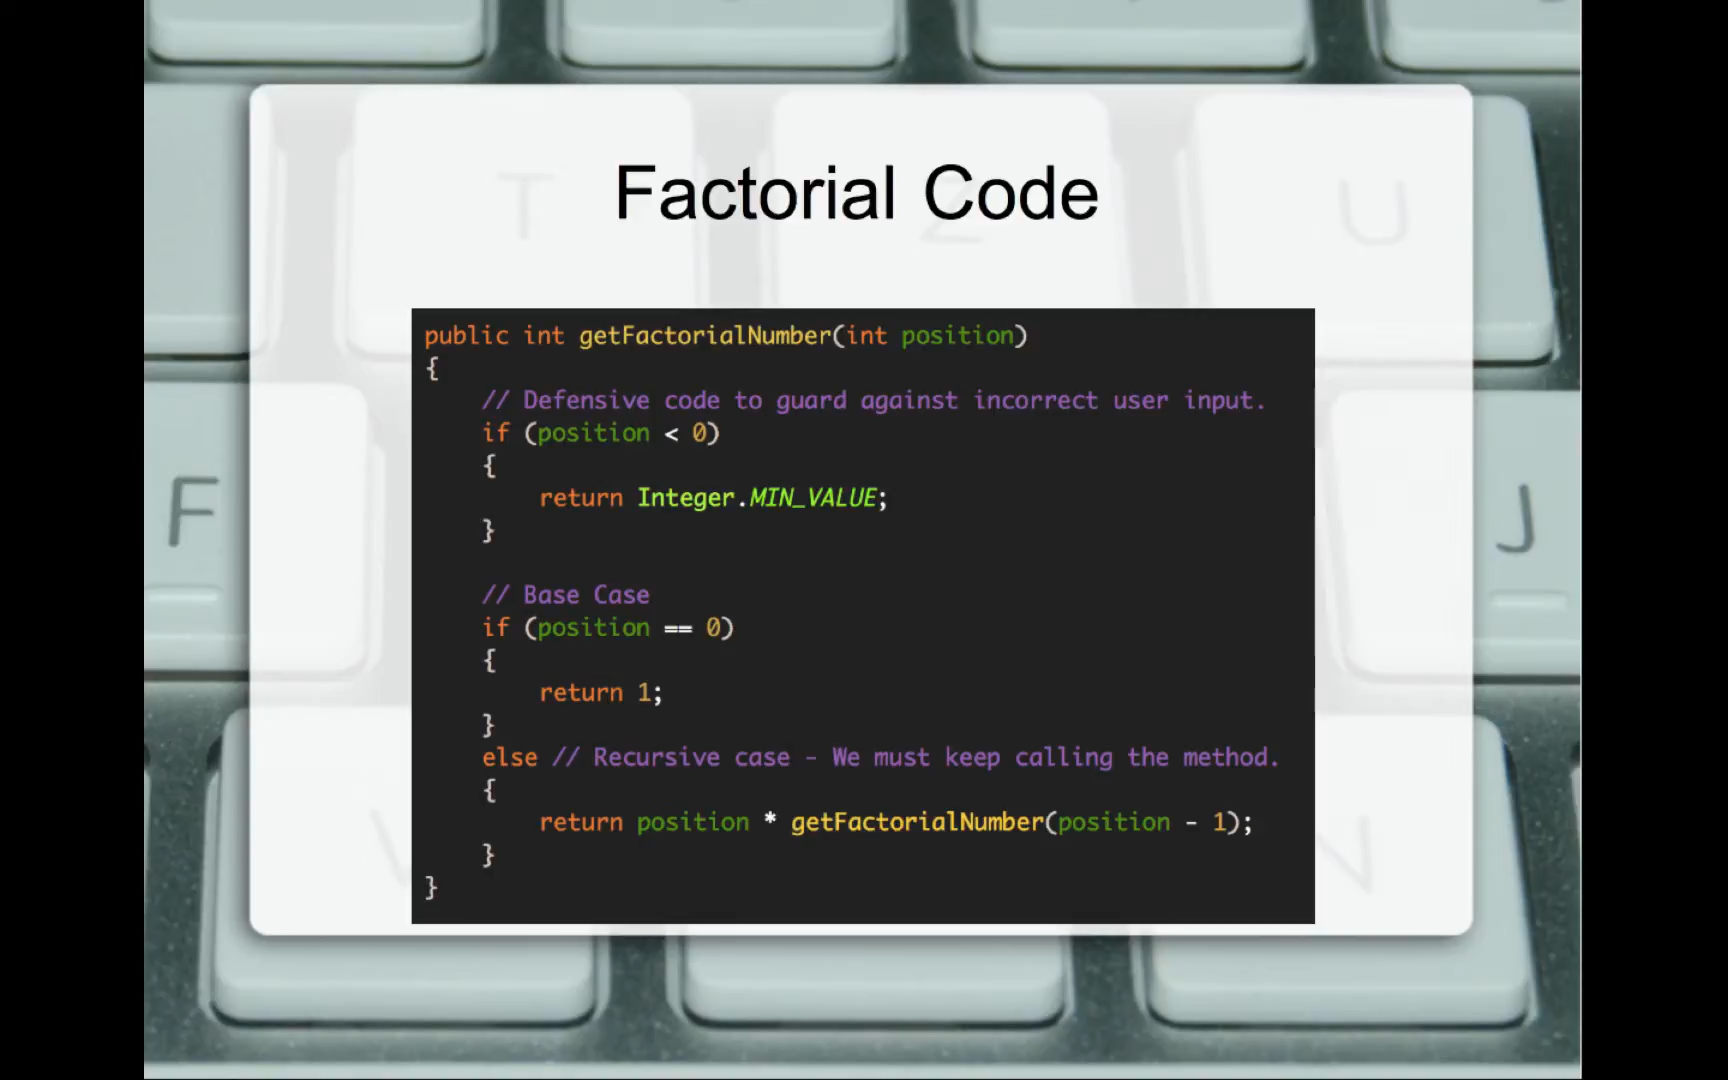 Factorial Code
public int getFactorialNumber(int position)
{
    // Defensive code to guard against incorrect user input.
    if (position < 0)
    {
        return Integer.MIN_VALUE;
    }

    // Base Case
    if (position == 0)
    {
        return 1;
    }
    else // Recursive case - We must keep calling the method.
    {
        return position * getFactorialNumber(position - 1);
    }
}
T
Z
U
F
J
V
N